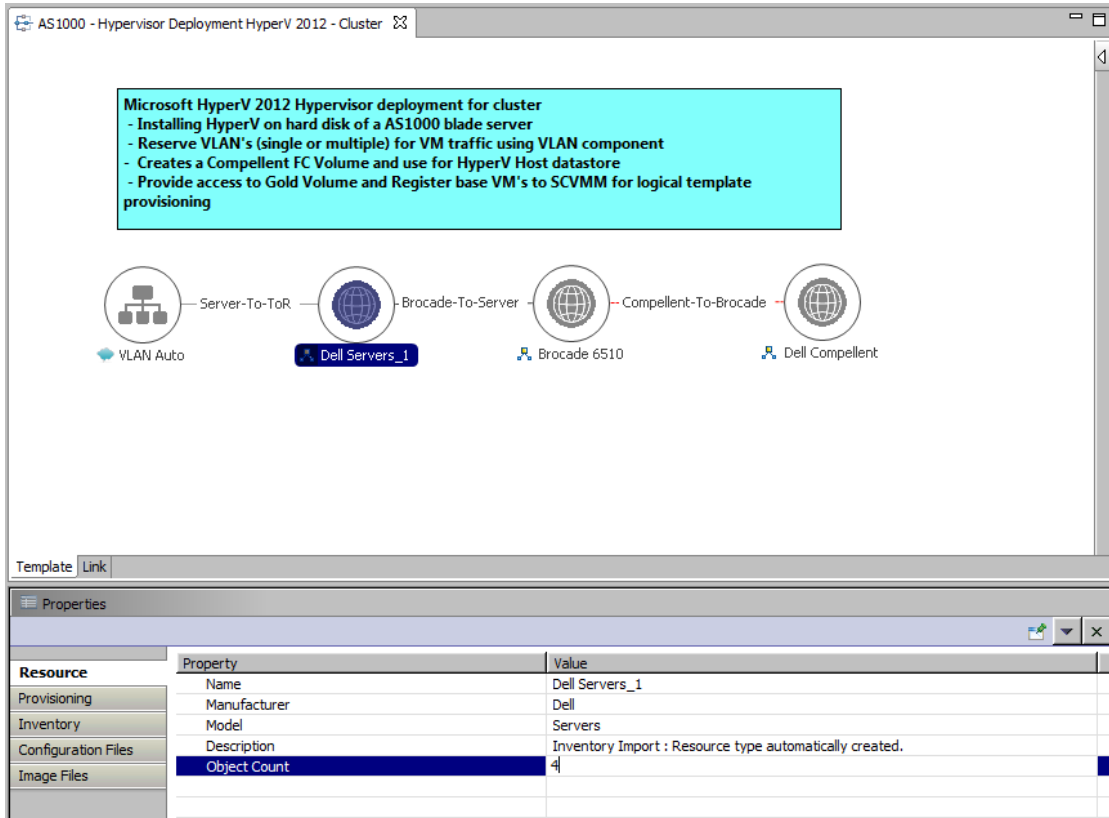 AS1000 - Hypervisor Deployment HyperV 2012 - Cluster
Microsoft HyperV 2012 Hypervisor deployment for cluster
- Installing HyperV on hard disk of a AS1000 blade server
- Reserve VLAN's (single or multiple) for VM traffic using VLAN component
- Creates a Compellent FC Volume and use for HyperV Host datastore
- Provide access to Gold Volume and Register base VM's to SCVMM for logical template
provisioning
Server-To-ToR Brocade-To-Server Compellent-To-Brocade
VLAN Auto Dell Servers_1 Brocade 6510 Dell Compellent
Template Link
Properties
Property Value
Resource
Name Dell Servers_1
Provisioning
Manufacturer Dell
Inventory
Model Servers
Configuration Files
Description Inventory Import : Resource type automatically created.
Image Files
Object Count 4